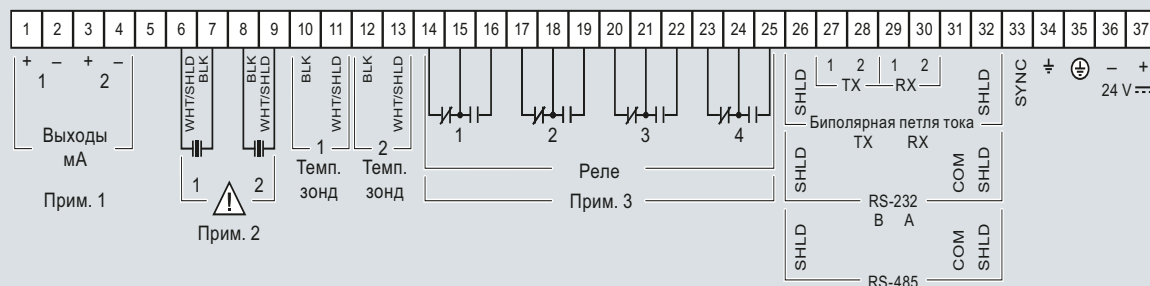 1 2 3 4 5 6 7 8 9 10 11 12 13 14 15 16 17 18 19 20 21 22 23 24 25 26 27 28 29 30 31 32 33 34 35 36 37
+ – + –
1 2
Выходы
мА
Прим. 1
WHT/SHLD
BLK
BLK
WHT/SHLD
1 2
!
Прим. 2
BLK
WHT/SHLD
1
Темп.
зонд
BLK
WHT/SHLD
2
Темп.
зонд
1 2 3 4
Реле
Прим. 3
SHLD
1 2 1 2
TX RX
SHLD
Биполярная петля тока
TX RX
SHLD
COM
SHLD
RS-232
B A
SHLD
COM
SHLD
RS-485
SYNC
– +
24 V